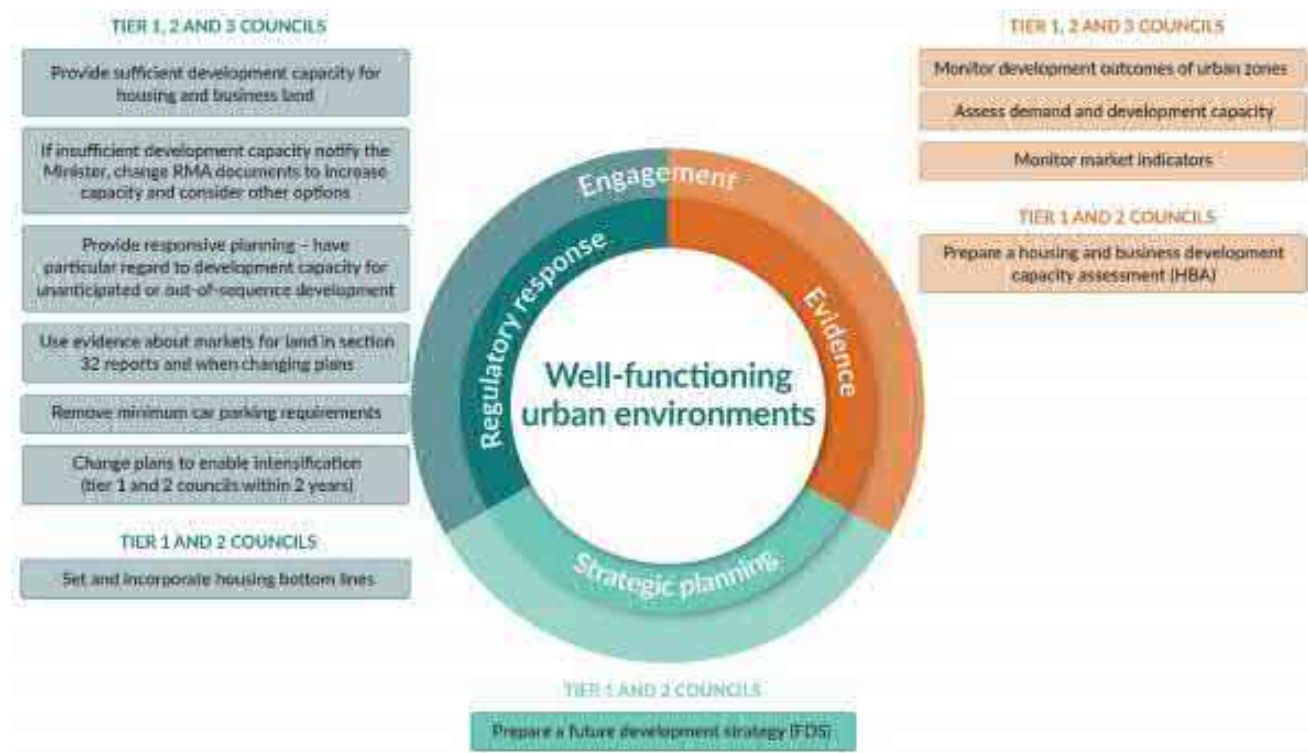 TIER 1, 2 AND 3 COUNCILS
Provide sufficient development capacity for
housing and business land
If insufficient development capacity notify the
Minister, change RMA documents to increase
capacity and consider other options
Provide responsive planning – have
particular regard to development capacity for
unanticipated or out-of-sequence development
Use evidence about markets for land in section
32 reports and when changing plans
Remove minimum car parking requirements
Change plans to enable intensification
(tier 1 and 2 councils within 2 years)
TIER 1 AND 2 COUNCILS
Set and incorporate housing bottom lines
Engagement
Regulatory response
Evidence
Well-functioning
urban environments
Strategic planning
TIER 1 AND 2 COUNCILS
Prepare a future development strategy (FDS)
TIER 1, 2 AND 3 COUNCILS
Monitor development outcomes of urban zones
Assess demand and development capacity
Monitor market indicators
TIER 1 AND 2 COUNCILS
Prepare a housing and business development
capacity assessment (HBA)